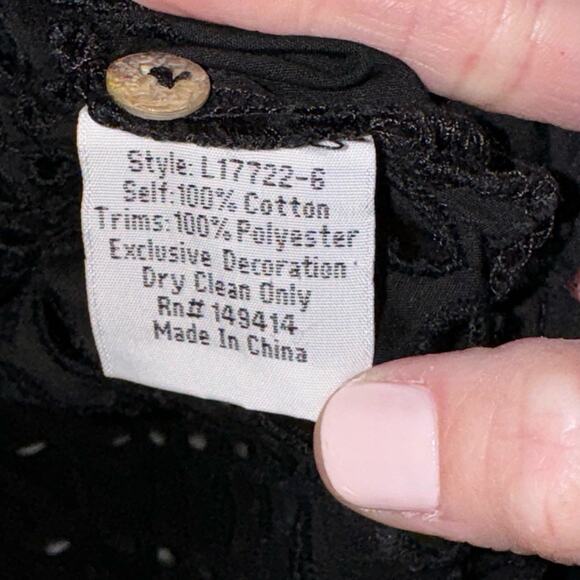 Style: L17722-6
Self:100% Cotton
Trims:100% Polyester
Exclusive Decoration
Dry Clean Only
Rn# 149414
Made In China